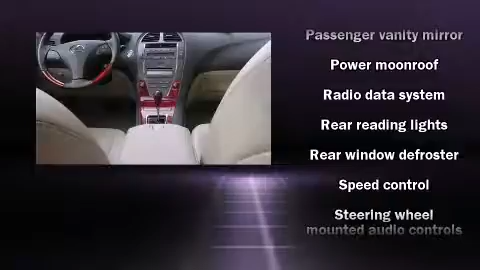 Passenger vanity mirror
Power moonroof
Radio data system
Rear reading lights
Rear window defroster
Speed control
Steering wheel
mounted audio controls